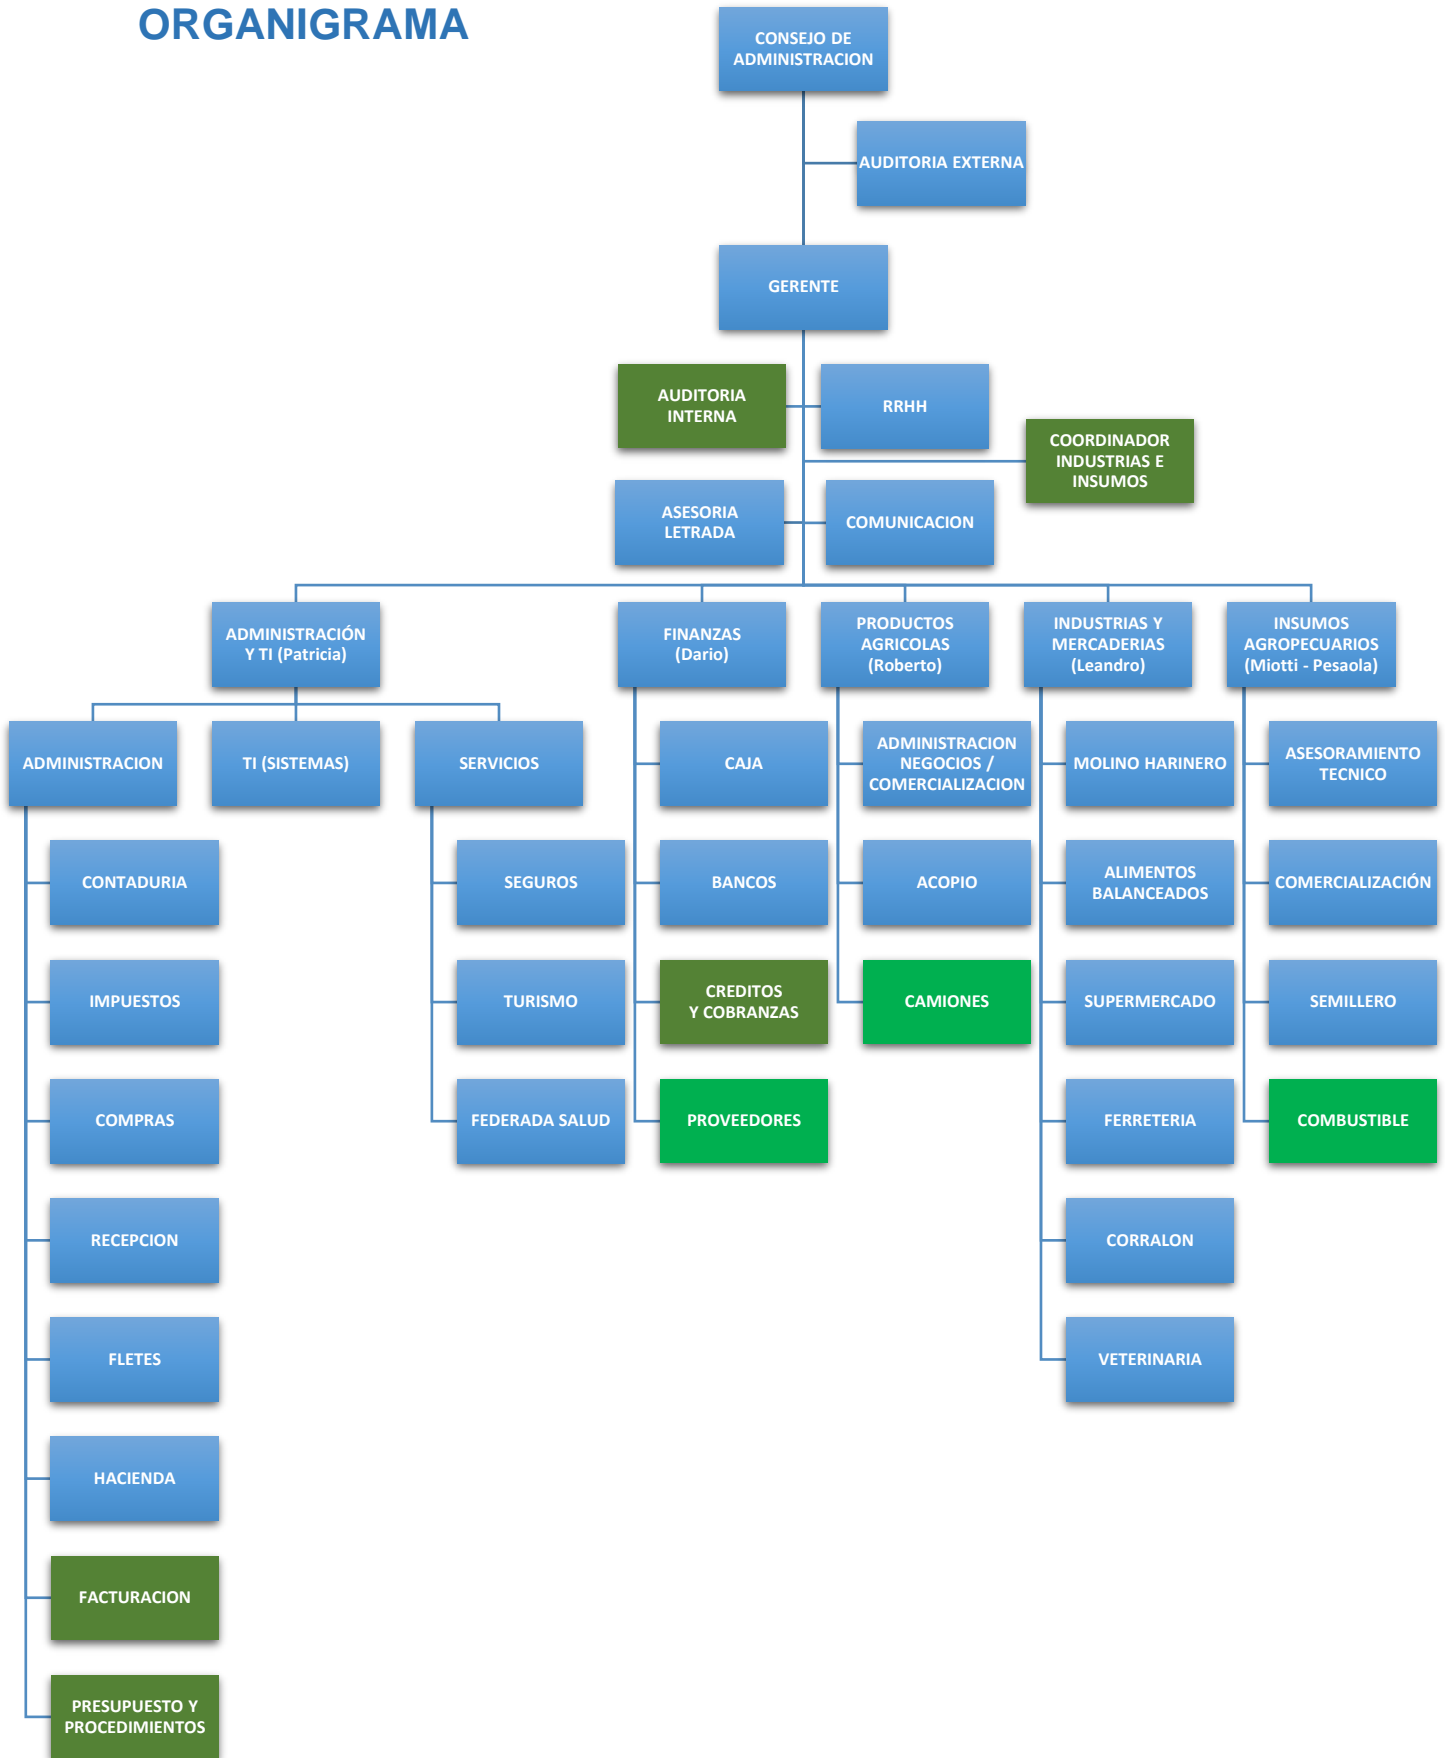 ORGANIGRAMA
CONSEJO DE
ADMINISTRACION
AUDITORIA EXTERNA
GERENTE
AUDITORIA
INTERNA
RRHH
COORDINADOR
INDUSTRIAS E
INSUMOS
ASESORIA
LETRADA
COMUNICACION
ADMINISTRACIÓN
Y TI (Patricia)
FINANZAS
(Dario)
PRODUCTOS
AGRICOLAS
(Roberto)
INDUSTRIAS Y
MERCADERIAS
(Leandro)
INSUMOS
AGROPECUARIOS
(Miotti - Pesaola)
ADMINISTRACION
TI (SISTEMAS)
SERVICIOS
CAJA
ADMINISTRACION
NEGOCIOS /
COMERCIALIZACION
MOLINO HARINERO
ASESORAMIENTO
TECNICO
CONTADURIA
SEGUROS
BANCOS
ACOPIO
ALIMENTOS
BALANCEADOS
COMERCIALIZACIÓN
IMPUESTOS
TURISMO
CREDITOS
Y COBRANZAS
CAMIONES
SUPERMERCADO
SEMILLERO
COMPRAS
FEDERADA SALUD
PROVEEDORES
FERRETERIA
COMBUSTIBLE
RECEPCION
CORRALON
FLETES
VETERINARIA
HACIENDA
FACTURACION
PRESUPUESTO Y
PROCEDIMIENTOS